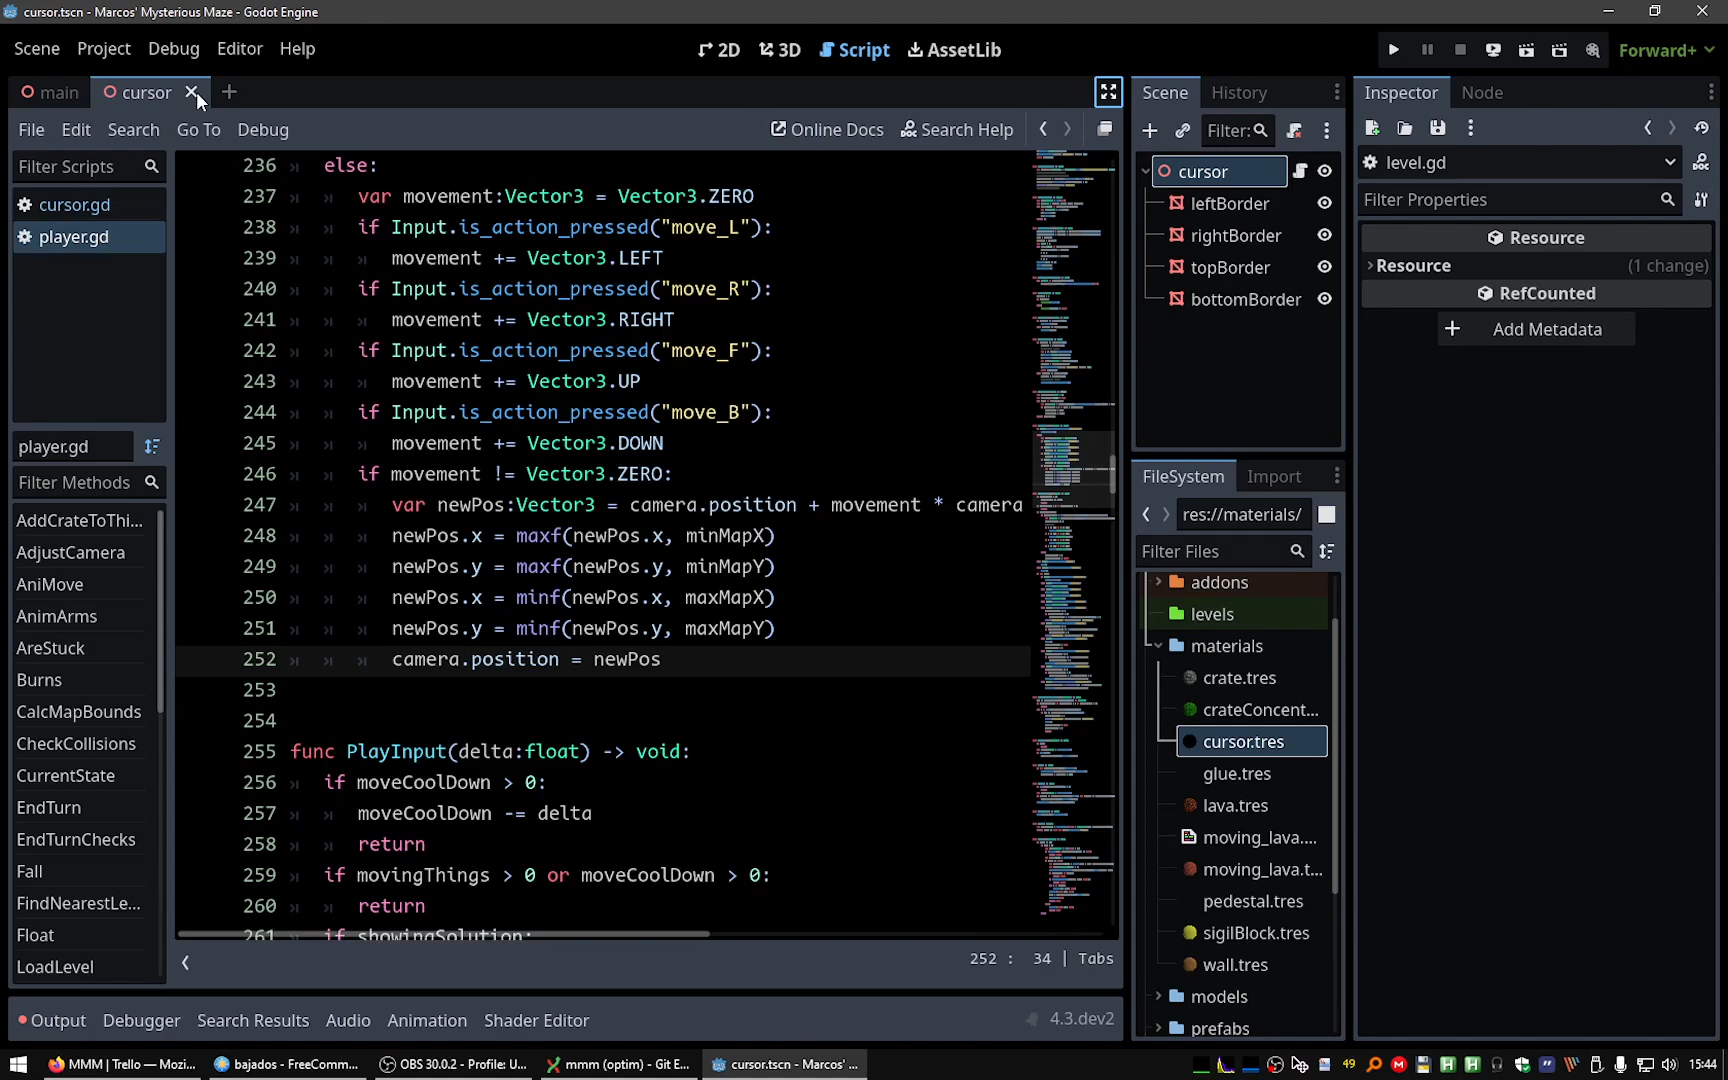 cursor.tscn - Marcos' Mysterious Maze - Godot Engine
Scene Project Debug Editor Help
2D 3D Script AssetLib
Forward+
main cursor
File Edit Search Go To Debug
Online Docs Search Help
Filter Scripts
cursor.gd
player.gd
player.gd
Filter Methods
AddCrateToThi...
AdjustCamera
AniMove
AnimArms
AreStuck
Burns
CalcMapBounds
CheckCollisions
CurrentState
EndTurn
EndTurnChecks
Fall
FindNearestLe...
Float
LoadLevel
236 else:
237 var movement:Vector3 = Vector3.ZERO
238 if Input.is_action_pressed("move_L"):
239 movement += Vector3.LEFT
240 if Input.is_action_pressed("move_R"):
241 movement += Vector3.RIGHT
242 if Input.is_action_pressed("move_F"):
243 movement += Vector3.UP
244 if Input.is_action_pressed("move_B"):
245 movement += Vector3.DOWN
246 if movement != Vector3.ZERO:
247 var newPos:Vector3 = camera.position + movement * camera
248 newPos.x = maxf(newPos.x, minMapX)
249 newPos.y = maxf(newPos.y, minMapY)
250 newPos.x = minf(newPos.x, maxMapX)
251 newPos.y = minf(newPos.y, maxMapY)
252 camera.position = newPos
253
254
255 func PlayInput(delta:float) -> void:
256 if moveCoolDown > 0:
257 moveCoolDown -= delta
258 return
259 if movingThings > 0 or moveCoolDown > 0:
260 return
261 if showingSolution:
252 : 34 | Tabs
Output Debugger Search Results Audio Animation Shader Editor
4.3.dev2
Scene History
Filter:
cursor
leftBorder
rightBorder
topBorder
bottomBorder
FileSystem Import
res://materials/
Filter Files
addons
levels
materials
crate.tres
crateConcent...
cursor.tres
glue.tres
lava.tres
moving_lava....
moving_lava.t...
pedestal.tres
sigilBlock.tres
wall.tres
models
prefabs
Inspector Node
level.gd
Filter Properties
Resource
Resource (1 change)
RefCounted
Add Metadata
MMM | Trello — Mozi...
bajados - FreeComm...
OBS 30.0.2 - Profile: U...
mmm (optim) - Git E...
cursor.tscn - Marcos' ...
49
15:44